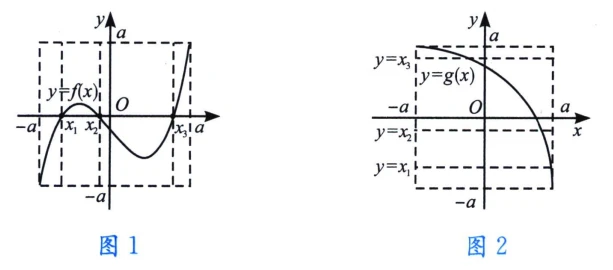 y
a
y=f(x)
O
-a
x₁
x₂
x₃
a
x
-a
图 1
y
a
y=x₃
y=g(x)
-a
O
a
x
y=x₂
y=x₁
-a
图 2